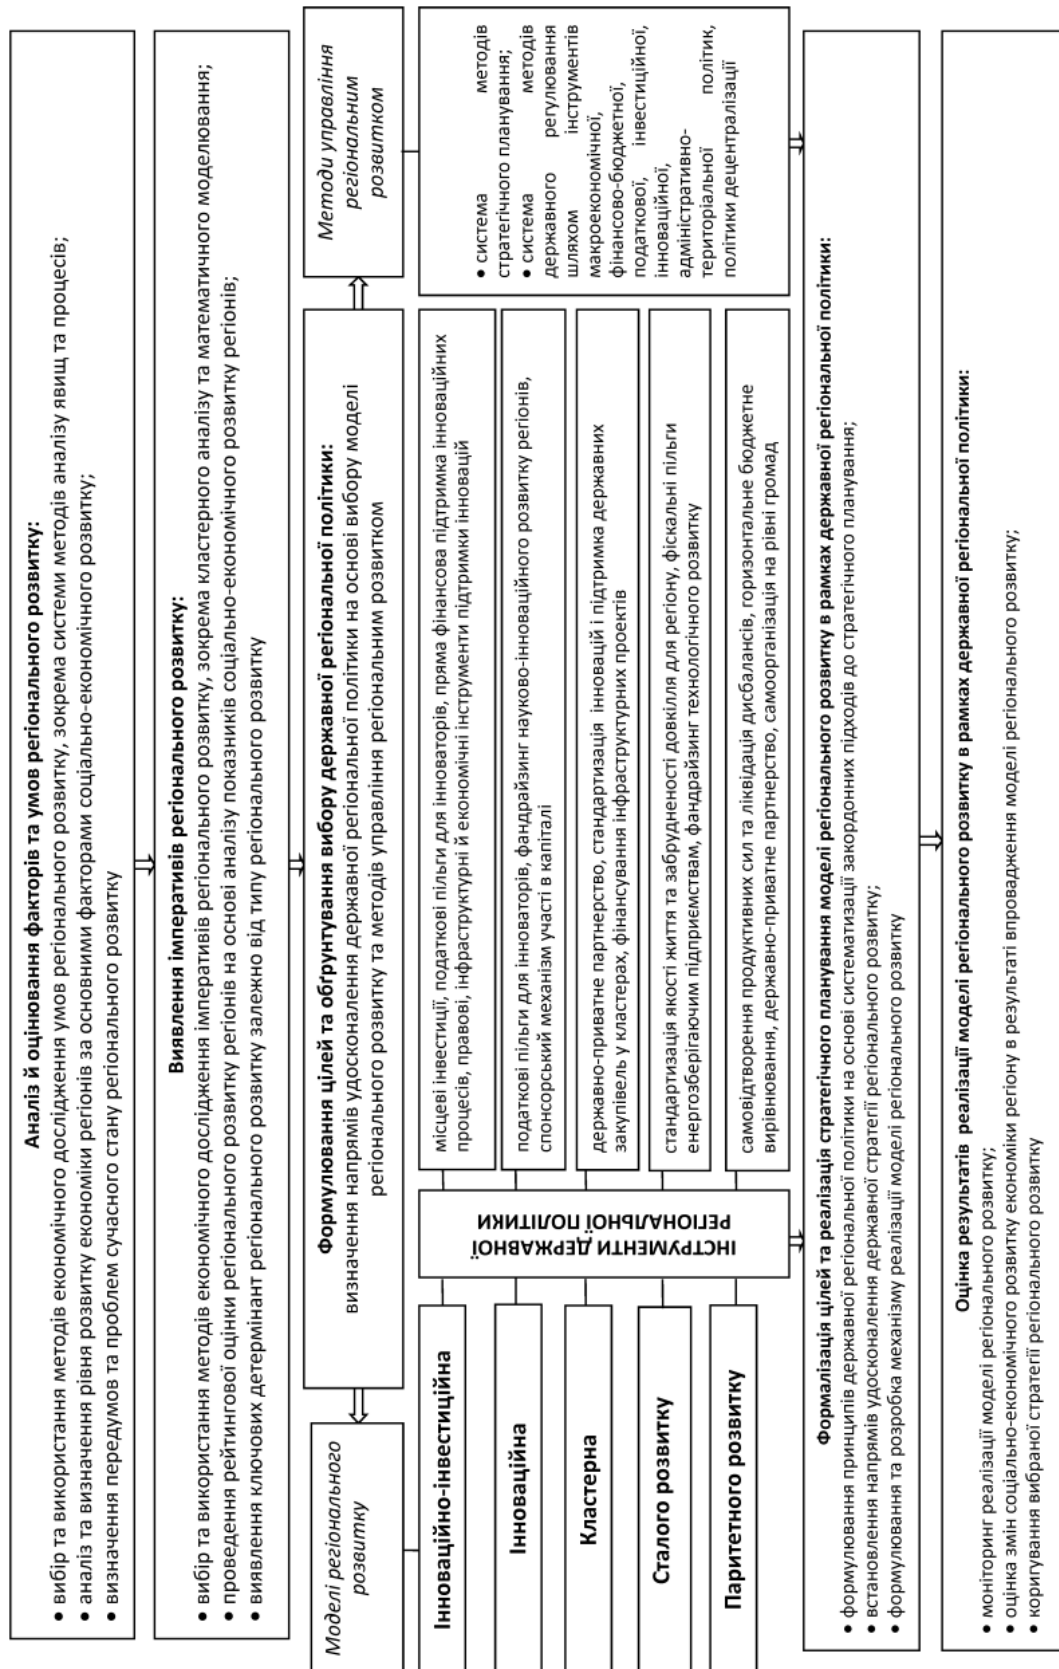 Аналіз й оцінювання факторів та умов регіонального розвитку:
• вибір та використання методів економічного дослідження умов регіонального розвитку, зокрема системи методів аналізу явищ та процесів;
• аналіз та визначення рівня розвитку економіки регіонів за основними факторами соціально-економічного розвитку;
• визначення передумов та проблем сучасного стану регіонального розвитку
Виявлення імперативів регіонального розвитку:
• вибір та використання методів економічного дослідження імперативів регіонального розвитку, зокрема кластерного аналізу та математичного моделювання;
• проведення рейтингової оцінки регіонального розвитку регіонів на основі аналізу показників соціально-економічного розвитку регіонів;
• виявлення ключових детермінант регіонального розвитку залежно від типу регіонального розвитку
Моделі регіонального
розвитку
Формулювання цілей та обґрунтування вибору державної регіональної політики:
визначення напрямів удосконалення державної регіональної політики на основі вибору моделі
регіонального розвитку та методів управління регіональним розвитком
Методи управління
регіональним
розвитком
Інноваційно-інвестиційна
Інноваційна
Кластерна
Сталого розвитку
Паритетного розвитку
ІНСТРУМЕНТИ ДЕРЖАВНОЇ
РЕГІОНАЛЬНОЇ ПОЛІТИКИ
місцеві інвестиції, податкові пільги для інноваторів, пряма фінансова підтримка інноваційних
процесів, правові, інфраструктурні й економічні інструменти підтримки інновацій
податкові пільги для інноваторів, фандрайзинг науково-інноваційного розвитку регіонів,
спонсорський механізм участі в капіталі
державно-приватне партнерство, стандартизація інновацій і підтримка державних
закупівель у кластерах, фінансування інфраструктурних проектів
стандартизація якості життя та забрудненості довкілля для регіону, фіскальні пільги
енергозберігаючим підприємствам, фандрайзинг технологічного розвитку
самовідтворення продуктивних сил та ліквідація дисбалансів, горизонтальне бюджетне
вирівнювання, державно-приватне партнерство, самоорганізація на рівні громад
• система методів
стратегічного планування;
• система методів
державного регулювання
шляхом інструментів
макроекономічної,
фінансово-бюджетної,
податкової, інвестиційної,
інноваційної,
адміністративно-
територіальної політик,
політики децентралізації
Формалізація цілей та реалізація стратегічного планування моделі регіонального розвитку в рамках державної регіональної політики:
• формулювання принципів державної регіональної політики на основі систематизації закордонних підходів до стратегічного планування;
• встановлення напрямів удосконалення державної стратегії регіонального розвитку;
• формулювання та розробка механізму реалізації моделі регіонального розвитку
Оцінка результатів реалізації моделі регіонального розвитку в рамках державної регіональної політики:
• моніторинг реалізації моделі регіонального розвитку;
• оцінка змін соціально-економічного розвитку економіки регіону в результаті впровадження моделі регіонального розвитку;
• коригування вибраної стратегії регіонального розвитку